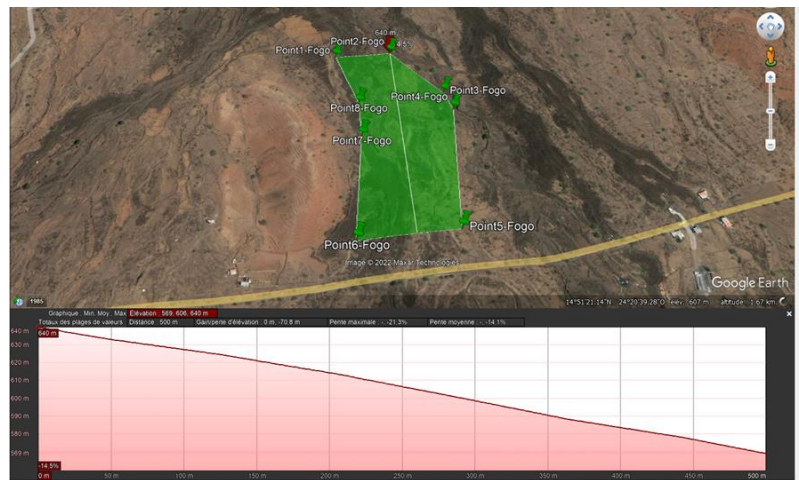 640 m
Point2-Fogo
Point1-Fogo
Point3-Fogo
Point4-Fogo
Point8-Fogo
Point7-Fogo
Point5-Fogo
Point6-Fogo
Image © 2022 Maxar Technologies
Google Earth
1985
14°51'21.14"N 24°20'39.28"O élév. 607 m altitude 1.67 km
Graphique : Min. Moy. Max. Élévation : 569, 606, 640 m
Totaux des plages de valeurs : Distance : 500 m Gain/perte d'élévation : 0 m, -70.8 m Pente maximale : -, -21.3% Pente moyenne : -, -14.1%
640 m
640 m
630 m
620 m
610 m
600 m
590 m
580 m
569 m
-14.5%
0 m 50 m 100 m 150 m 200 m 250 m 300 m 350 m 400 m 450 m 500 m